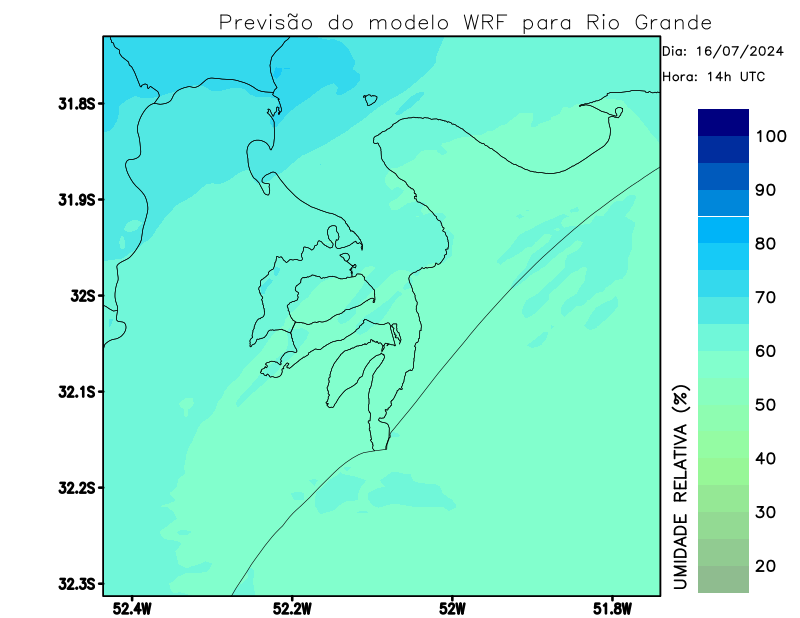 Previsão do modelo WRF para Rio Grande
Dia: 16/07/2024
Hora: 14h UTC
31.8S
31.9S
32S
32.1S
32.2S
32.3S
52.4W
52.2W
52W
51.8W
UMIDADE RELATIVA (%)
100
90
80
70
60
50
40
30
20